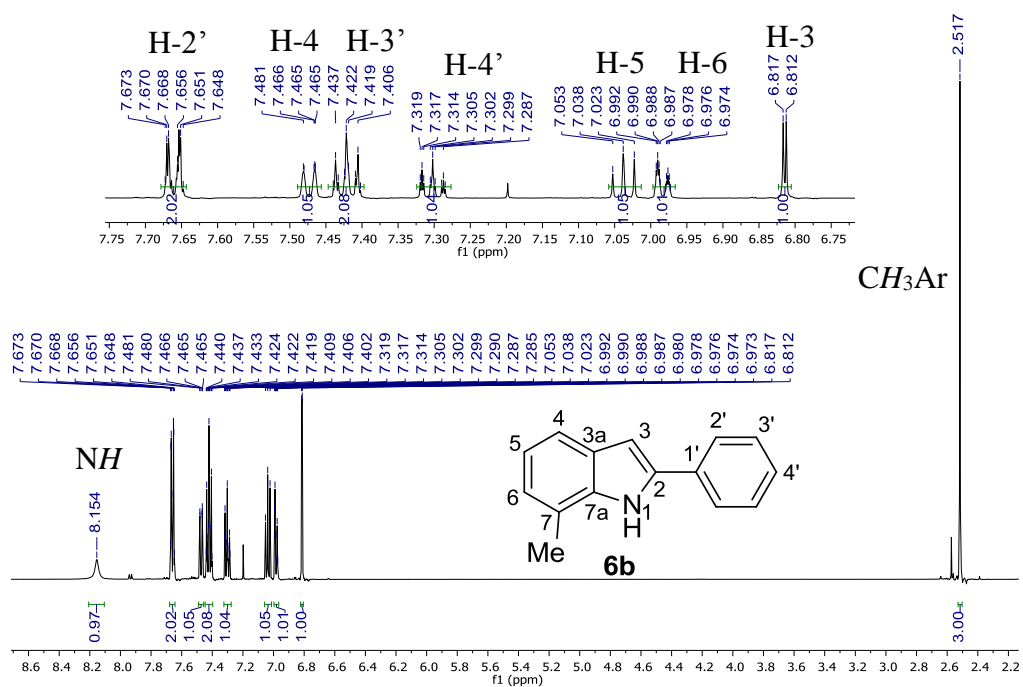 H-2’ H-4 H-3’ H-4’ H-5 H-6 H-3
7.673 7.670 7.668 7.656 7.651 7.648 7.481 7.466 7.465 7.465 7.437 7.422 7.419 7.406 7.319 7.317 7.314 7.305 7.302 7.299 7.287 7.053 7.038 7.023 6.992 6.990 6.988 6.987 6.978 6.976 6.974 6.817 6.812
2.517
2.02 1.05 2.08 1.04 1.05 1.01 1.00
7.75 7.70 7.65 7.60 7.55 7.50 7.45 7.40 7.35 7.30 7.25 7.20 7.15 7.10 7.05 7.00 6.95 6.90 6.85 6.80 6.75
f1 (ppm)
CH3Ar
7.673 7.670 7.668 7.656 7.651 7.648 7.481 7.480 7.466 7.465 7.465 7.440 7.437 7.433 7.424 7.422 7.419 7.409 7.406 7.402 7.319 7.317 7.314 7.305 7.302 7.299 7.290 7.287 7.285 7.053 7.038 7.023 6.992 6.990 6.988 6.987 6.980 6.978 6.976 6.974 6.973 6.817 6.812
NH
8.154
4 3 2' 3'
5 3a 1' 4'
6 7a 2
7 N1
H
Me
6b
0.97 2.02 1.05 2.08 1.04 1.05 1.01 1.00 3.00
8.6 8.4 8.2 8.0 7.8 7.6 7.4 7.2 7.0 6.8 6.6 6.4 6.2 6.0 5.8 5.6 5.4 5.2 5.0 4.8 4.6 4.4 4.2 4.0 3.8 3.6 3.4 3.2 3.0 2.8 2.6 2.4 2.2
f1 (ppm)